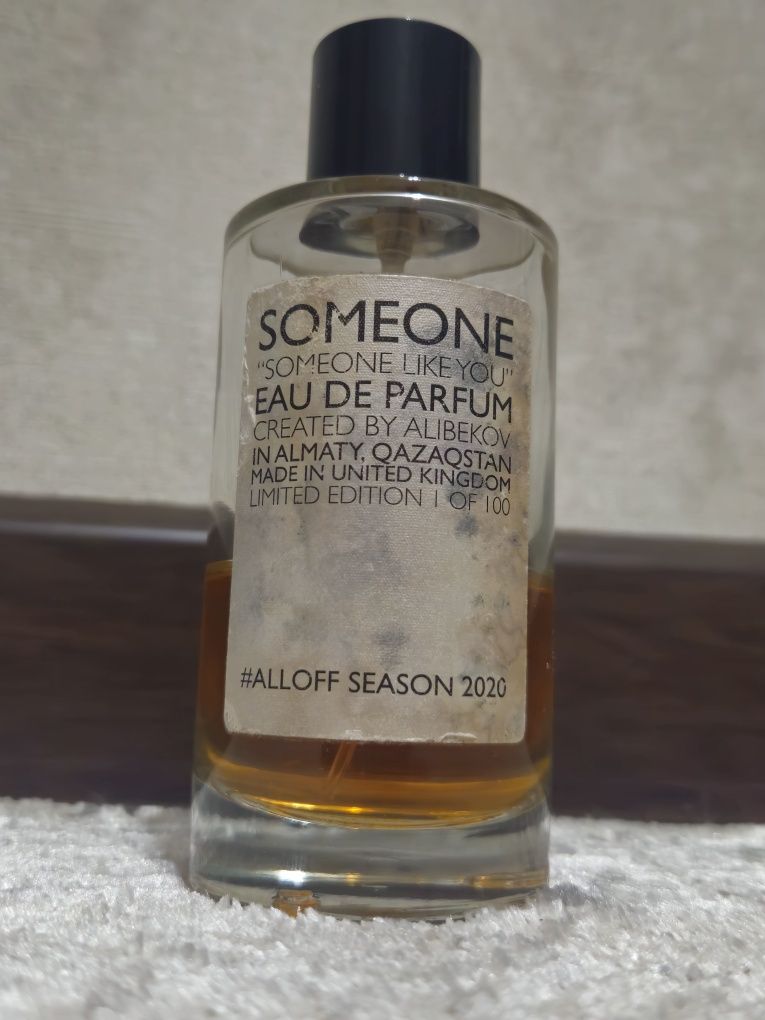 SOMEONE
“SOMEONE LIKE YOU”
EAU DE PARFUM
CREATED BY ALIBEKOV
IN ALMATY, QAZAQSTAN
MADE IN UNITED KINGDOM
LIMITED EDITION 1 OF 100
#ALLOFF SEASON 2020